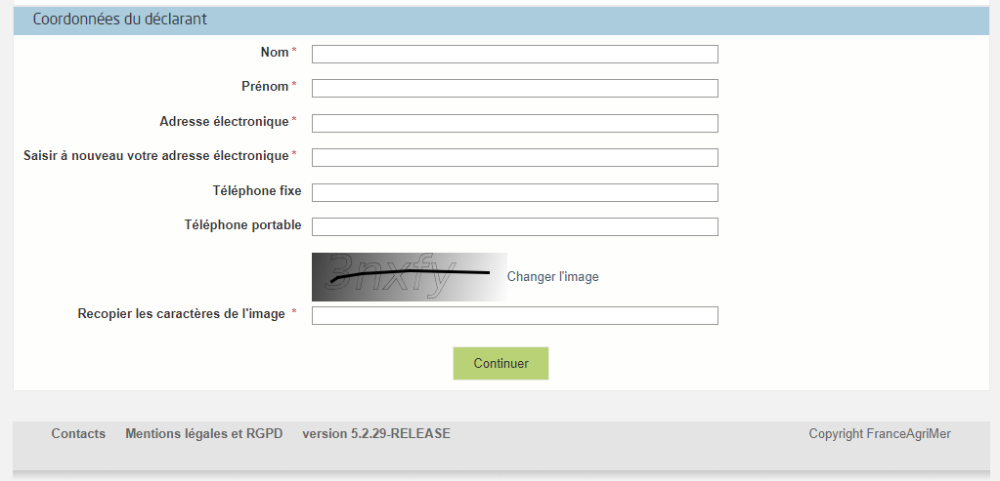 Coordonnées du déclarant
Nom *
Prénom *
Adresse électronique *
Saisir à nouveau votre adresse électronique *
Téléphone fixe
Téléphone portable
3nxfy Changer l'image
Recopier les caractères de l'image *
Continuer
Contacts Mentions légales et RGPD version 5.2.29-RELEASE Copyright FranceAgriMer